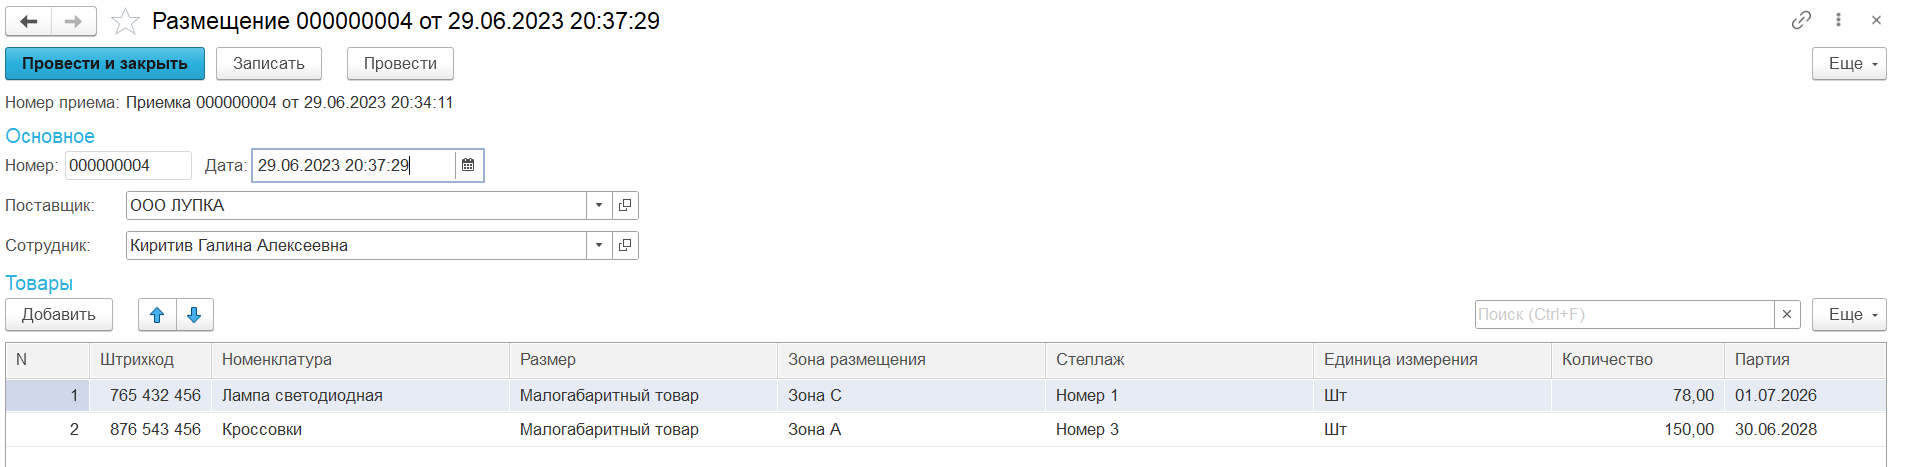 Размещение 000000004 от 29.06.2023 20:37:29
Провести и закрыть Записать Провести Еще
Номер приема: Приемка 000000004 от 29.06.2023 20:34:11
Основное
Номер: 000000004 Дата: 29.06.2023 20:37:29
Поставщик: ООО ЛУПКА
Сотрудник: Киритив Галина Алексеевна
Товары
Добавить Поиск (Ctrl+F) Еще
N Штрихкод Номенклатура Размер Зона размещения Стеллаж Единица измерения Количество Партия
1 765 432 456 Лампа светодиодная Малогабаритный товар Зона С Номер 1 Шт 78,00 01.07.2026
2 876 543 456 Кроссовки Малогабаритный товар Зона А Номер 3 Шт 150,00 30.06.2028